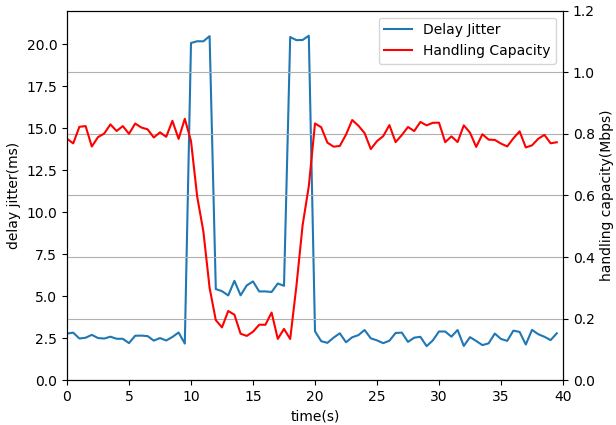 Delay Jitter
Handling Capacity
delay jitter(ms)
20.0
17.5
15.0
12.5
10.0
7.5
5.0
2.5
0.0
handling capacity(Mbps)
1.2
1.0
0.8
0.6
0.4
0.2
0.0
0 5 10 15 20 25 30 35 40
time(s)